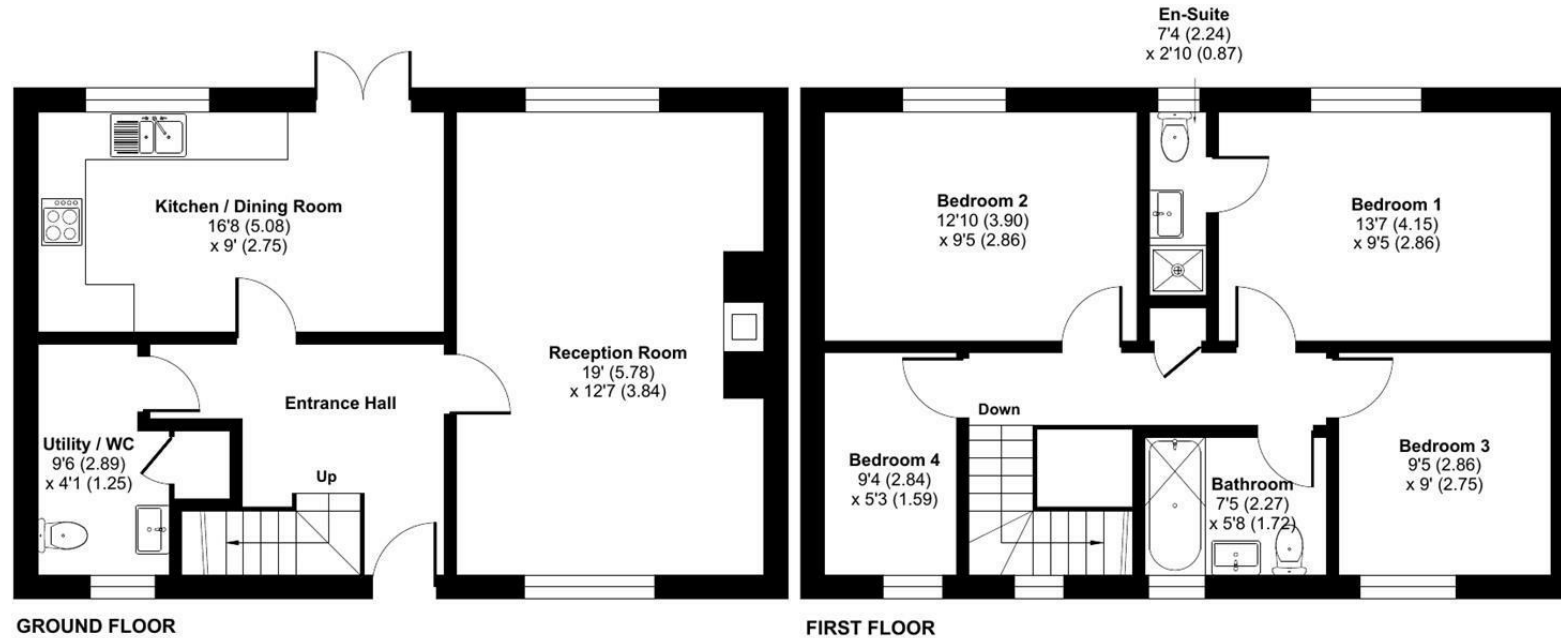 En-Suite
7'4 (2.24)
x 2'10 (0.87)
Kitchen / Dining Room
16'8 (5.08)
x 9' (2.75)
Reception Room
19' (5.78)
x 12'7 (3.84)
Entrance Hall
Utility / WC
9'6 (2.89)
x 4'1 (1.25)
Up
GROUND FLOOR
Bedroom 2
12'10 (3.90)
x 9'5 (2.86)
Bedroom 1
13'7 (4.15)
x 9'5 (2.86)
Down
Bedroom 4
9'4 (2.84)
x 5'3 (1.59)
Bathroom
7'5 (2.27)
x 5'8 (1.72)
Bedroom 3
9'5 (2.86)
x 9' (2.75)
FIRST FLOOR